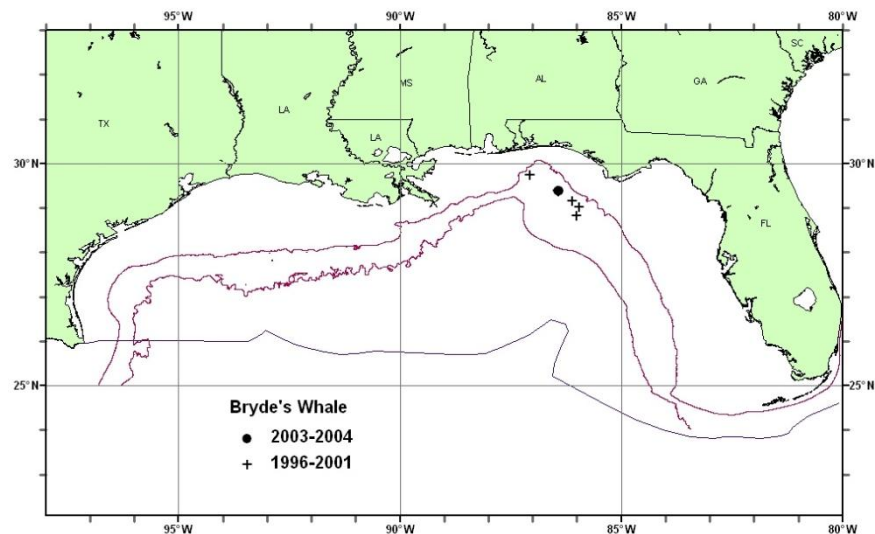 95°W 90°W 85°W 80°W
SC
MS AL GA
LA
TX
LA
30°N 30°N
FL
25°N 25°N
Bryde's Whale
2003-2004
1996-2001
95°W 90°W 85°W 80°W